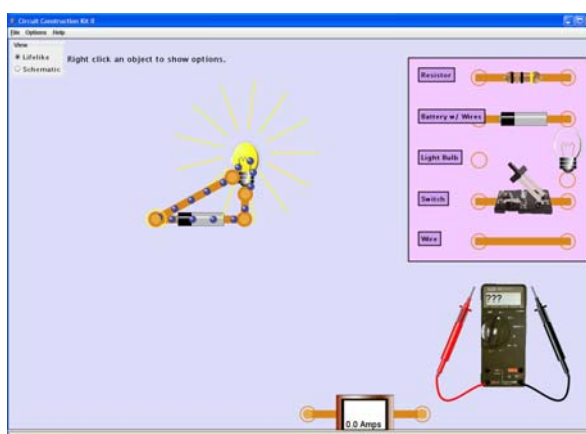 Circuit Construction Kit II
File Options Help
View
Lifelike
Schematic
Right click an object to show options.
Resistor
Battery w/ Wires
Light Bulb
Switch
Wire
???
0.0 Amps